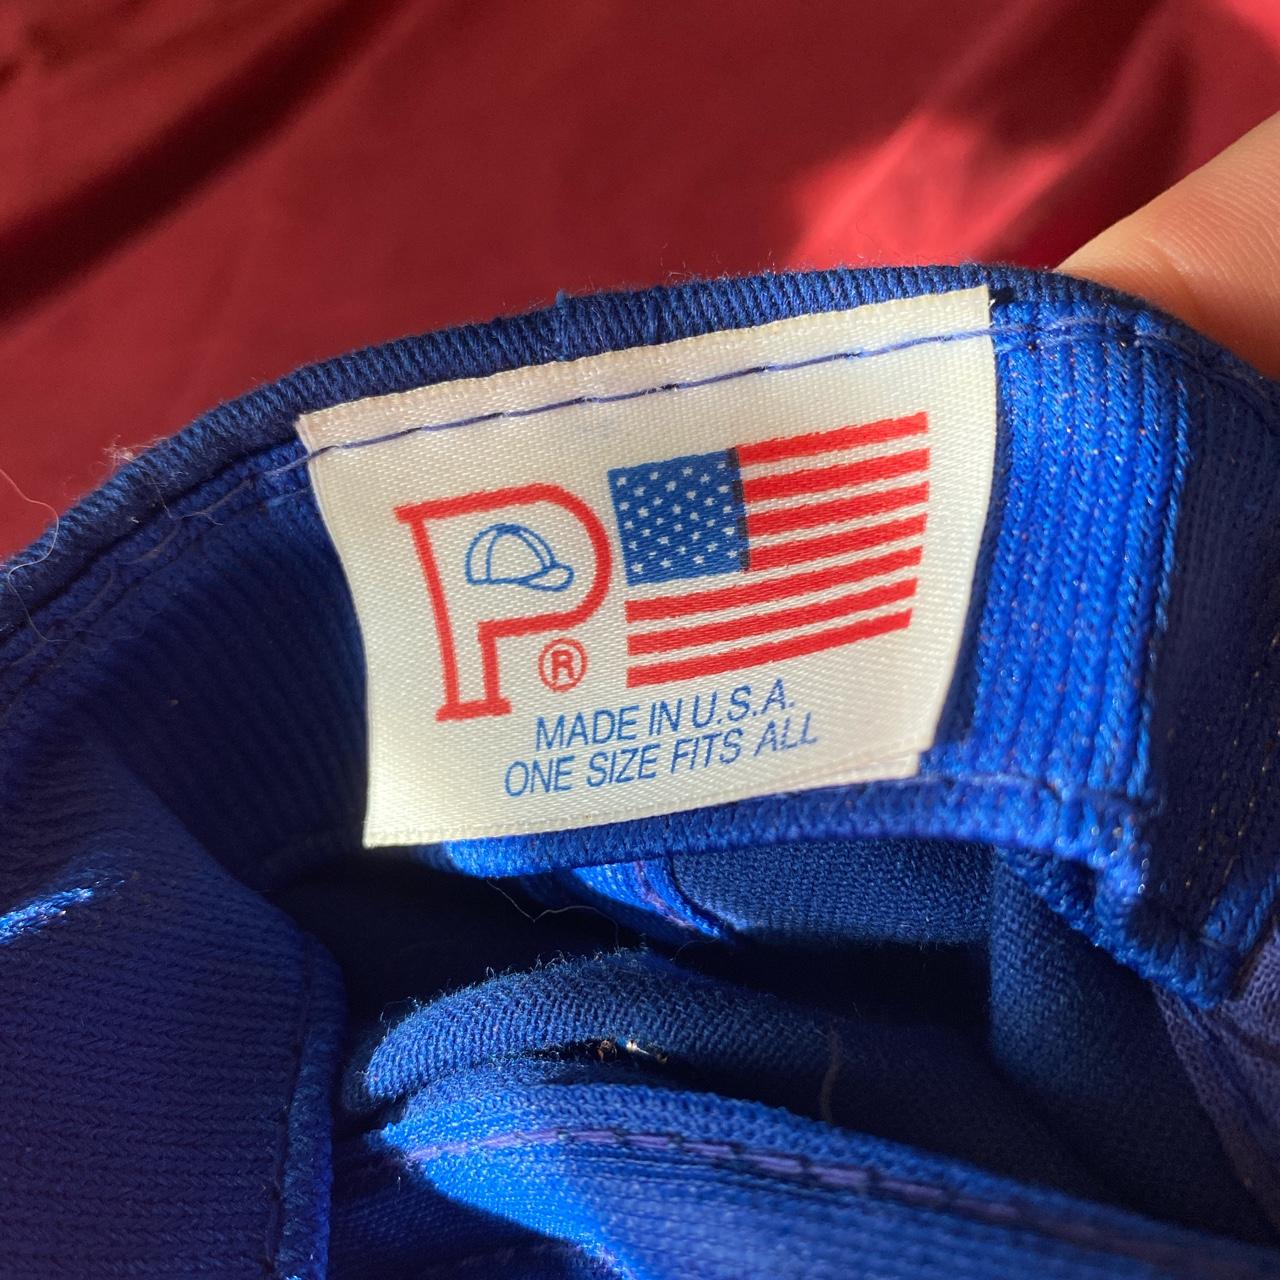 P®
MADE IN U.S.A.
ONE SIZE FITS ALL